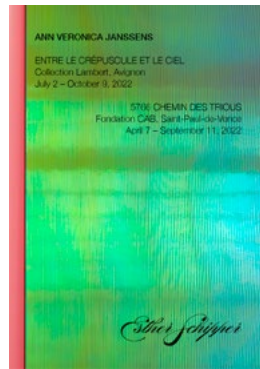 ANN VERONICA JANSSENS
ENTRE LE CRÉPUSCULE ET LE CIEL
Collection Lambert, Avignon
July 2 – October 9, 2022
5766 CHEMIN DES TRIOUS
Fondation CAB, Saint-Paul-de-Vence
April 7 – September 11, 2022
Esther Schipper